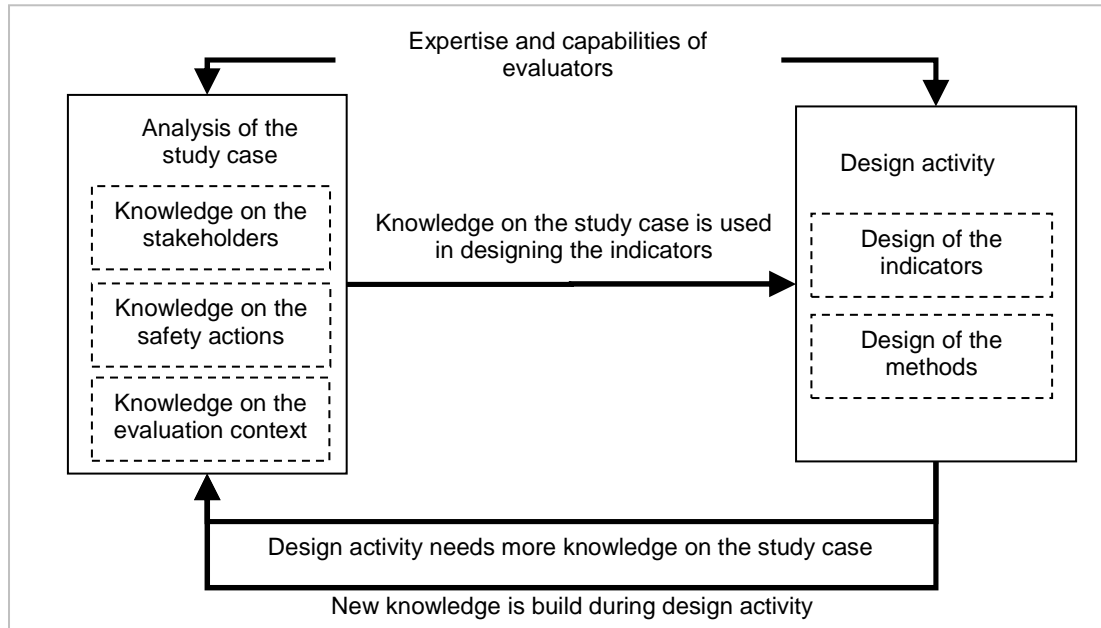 Expertise and capabilities of
evaluators
Analysis of the
study case
Knowledge on the
stakeholders
Knowledge on the
safety actions
Knowledge on the
evaluation context
Knowledge on the study case is used
in designing the indicators
Design activity
Design of the
indicators
Design of the
methods
Design activity needs more knowledge on the study case
New knowledge is build during design activity